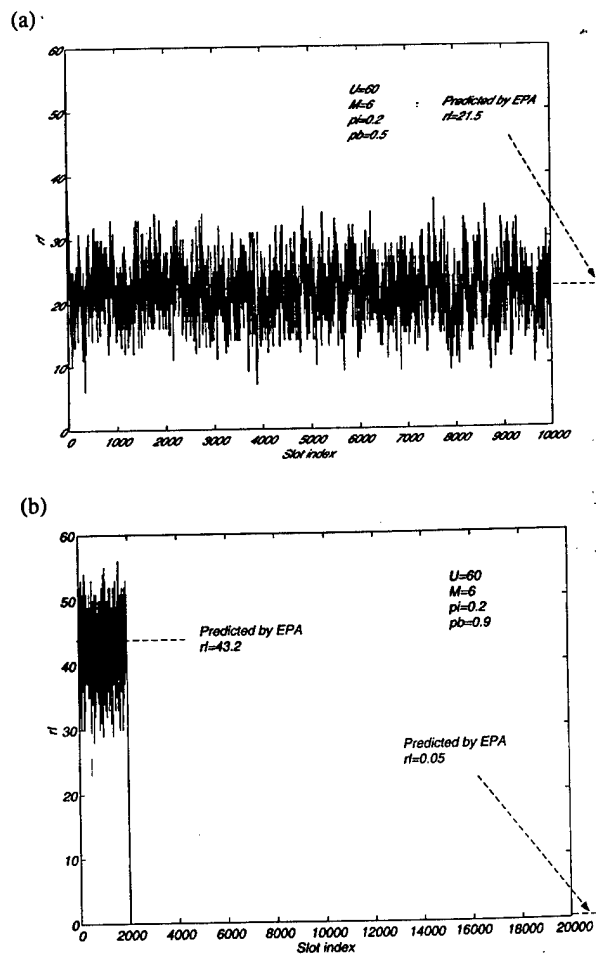 (a)
60
50
40
30
20
10
0
rl
U=60
M=6
pi=0.2
pb=0.5
Predicted by EPA
rl=21.5
0 1000 2000 3000 4000 5000 6000 7000 8000 9000 10000
Slot index
(b)
60
50
40
30
20
10
0
rl
U=60
M=6
pi=0.2
pb=0.9
Predicted by EPA
rl=43.2
Predicted by EPA
rl=0.05
0 2000 4000 6000 8000 10000 12000 14000 16000 18000 20000
Slot index